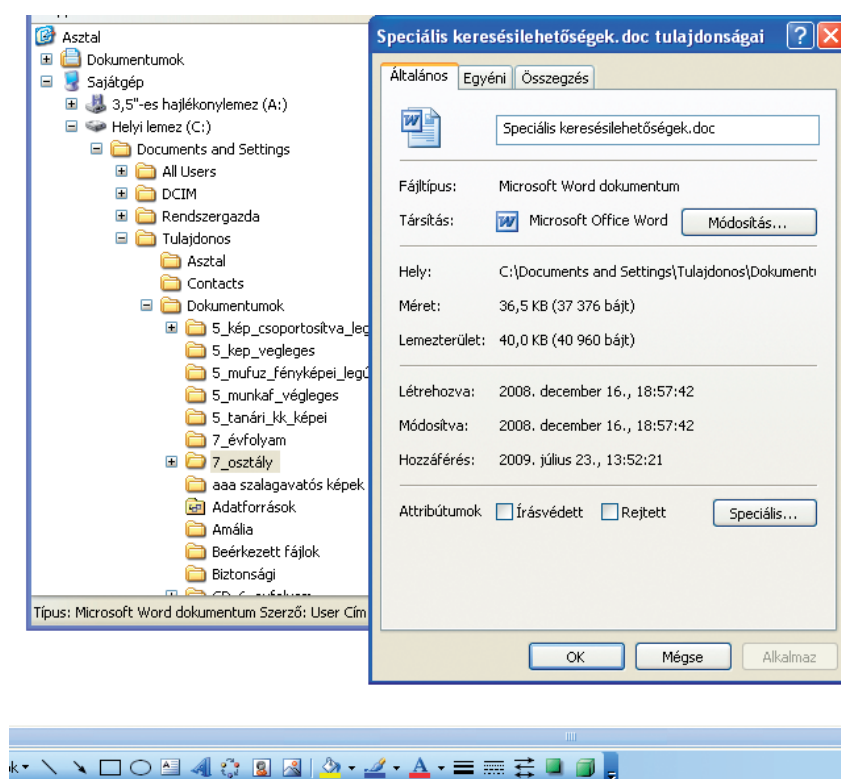 Asztal
Dokumentumok
Sajátgép
3,5"-es hajlékonylemez (A:)
Helyi lemez (C:)
Documents and Settings
All Users
DCIM
Rendszergazda
Tulajdonos
Asztal
Contacts
Dokumentumok
5_kép_csoportosítva_leg
5_kep_vegleges
5_mufuz_fényképei_legú
5_munkaf_végleges
5_tanári_kk_képei
7_évfolyam
7_osztály
aaa szalagavatós képek
Adatforrások
Amália
Beérkezett fájlok
Biztonsági
Típus: Microsoft Word dokumentum Szerző: User Cím
Speciális keresésilehetőségek.doc tulajdonságai
Általános Egyéni Összegzés
Speciális keresésilehetőségek.doc
Fájltípus: Microsoft Word dokumentum
Társítás: Microsoft Office Word Módosítás...
Hely: C:\Documents and Settings\Tulajdonos\Dokument
Méret: 36,5 KB (37 376 bájt)
Lemezterület: 40,0 KB (40 960 bájt)
Létrehozva: 2008. december 16., 18:57:42
Módosítva: 2008. december 16., 18:57:42
Hozzáférés: 2009. július 23., 13:52:21
Attribútumok Írásvédett Rejtett Speciális...
OK Mégse Alkalmaz